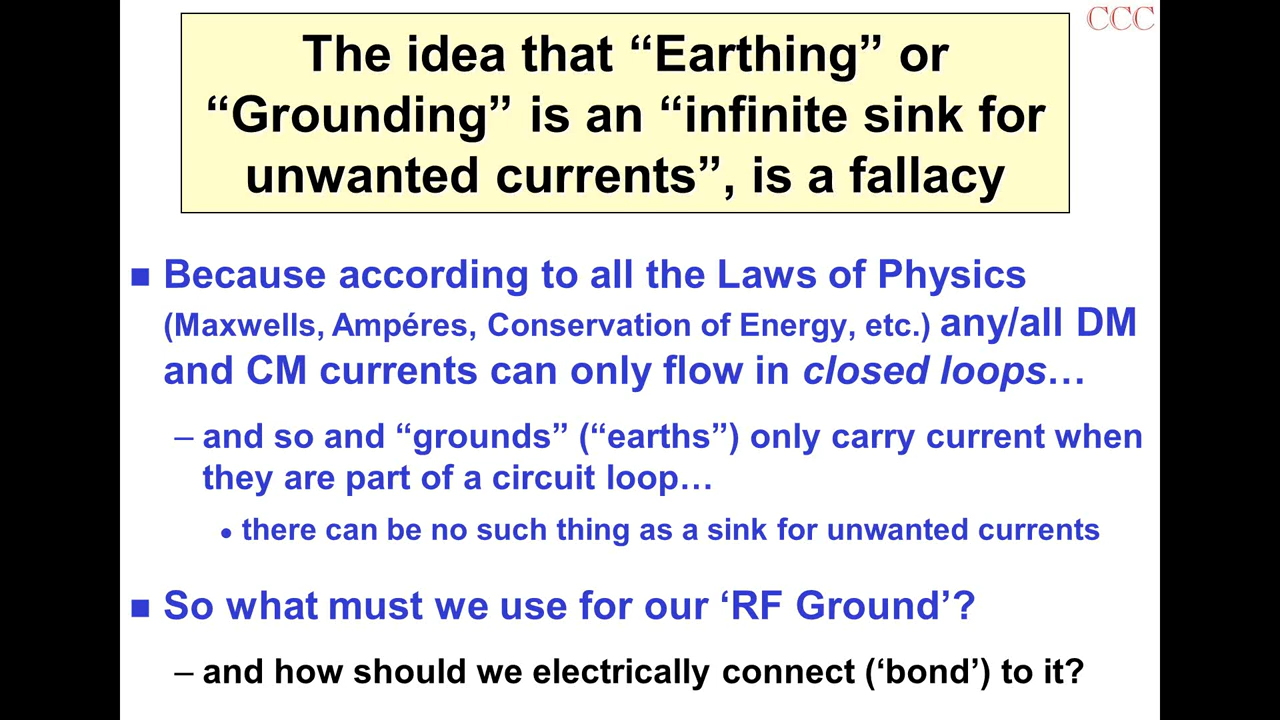 CCC
The idea that “Earthing” or
“Grounding” is an “infinite sink for
unwanted currents”, is a fallacy
■ Because according to all the Laws of Physics
(Maxwells, Ampéres, Conservation of Energy, etc.) any/all DM
and CM currents can only flow in closed loops…
– and so and “grounds” (“earths”) only carry current when
they are part of a circuit loop…
• there can be no such thing as a sink for unwanted currents
■ So what must we use for our ‘RF Ground’?
– and how should we electrically connect (‘bond’) to it?